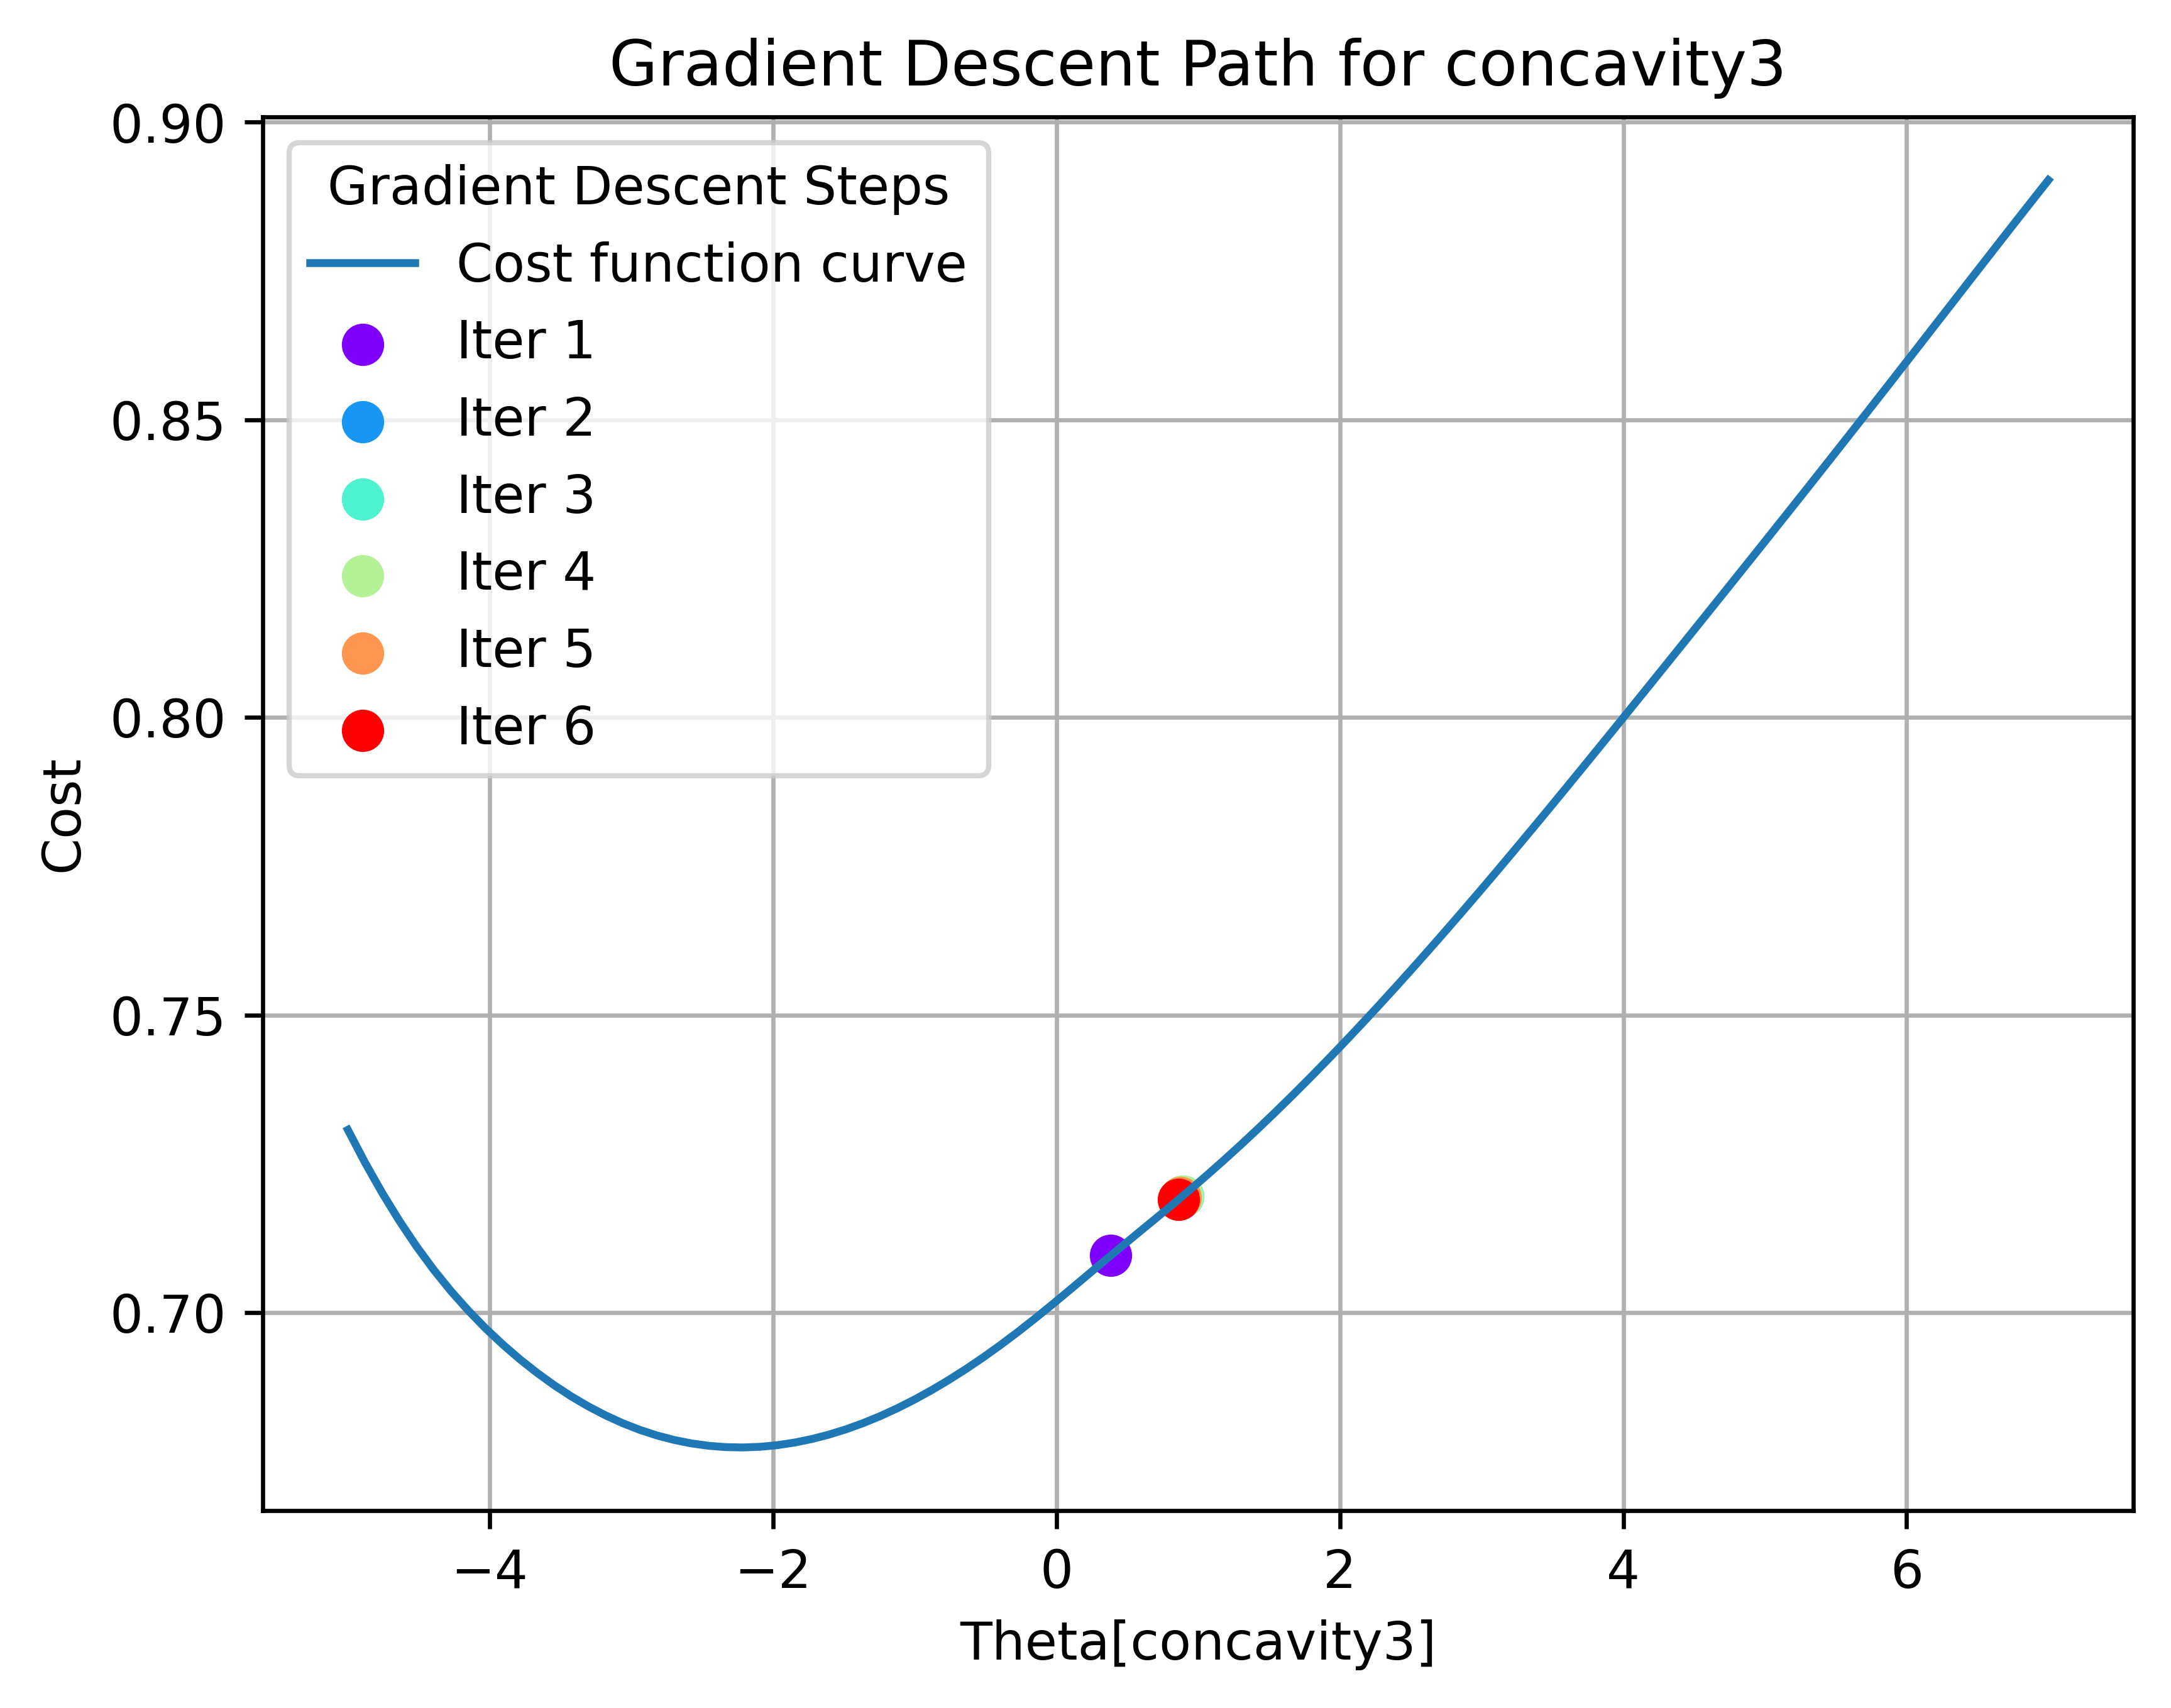 Gradient Descent Path for concavity3
Gradient Descent Steps
Cost function curve
Iter 1
Iter 2
Iter 3
Iter 4
Iter 5
Iter 6
Cost
0.90
0.85
0.80
0.75
0.70
−4 −2 0 2 4 6
Theta[concavity3]